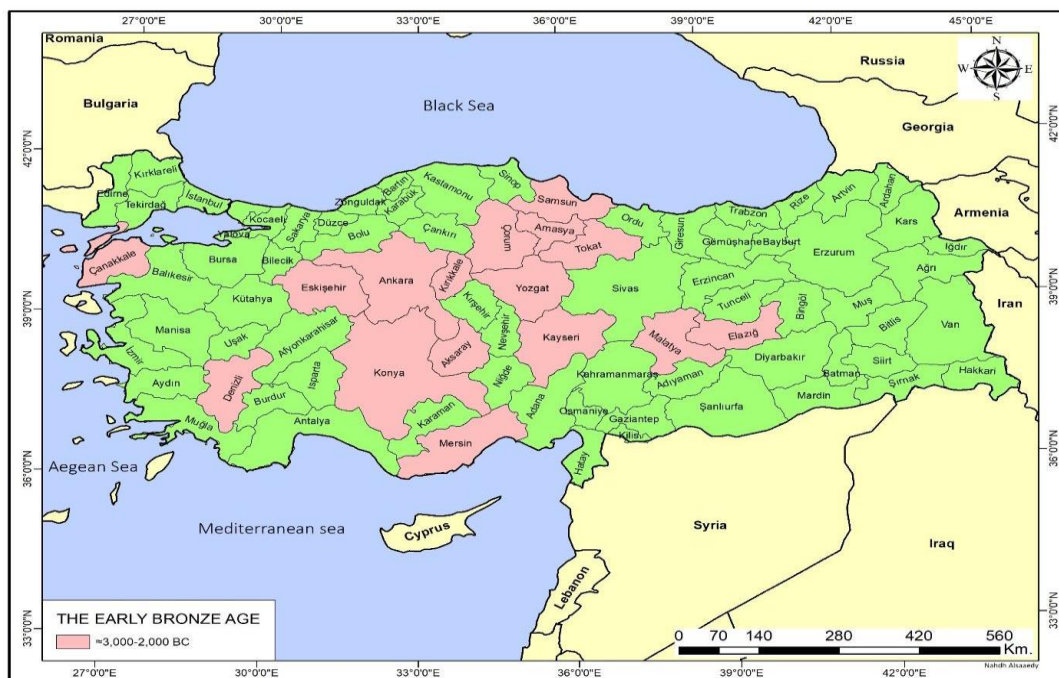 27°0'0"E 30°0'0"E 33°0'0"E 36°0'0"E 39°0'0"E 42°0'0"E 45°0'0"E
Romania
Russia
N
W E
S
Bulgaria
Black Sea
Georgia
42°0'0"N
42°0'0"N
Kırklareli
Edirne
Tekirdağ
İstanbul
Kocaeli
Yalova
Sakarya
Düzce
Zonguldak
Bartın
Karabük
Kastamonu
Sinop
Samsun
Ordu
Giresun
Trabzon
Rize
Artvin
Ardahan
Kars
Armenia
Bolu
Çankırı
Çorum
Amasya
Tokat
Gümüşhane
Bayburt
Erzurum
Iğdır
Çanakkale
Balıkesir
Bursa
Bilecik
Eskişehir
Ankara
Kırıkkale
Yozgat
Sivas
Erzincan
Tunceli
Bingöl
Muş
Ağrı
Iran
39°0'0"N
39°0'0"N
Kütahya
Kırşehir
Nevşehir
Kayseri
Malatya
Elazığ
Bitlis
Van
Manisa
Uşak
Afyonkarahisar
Aksaray
Konya
İzmir
Aydın
Denizli
Burdur
Isparta
Niğde
Kahramanmaraş
Adıyaman
Diyarbakır
Batman
Siirt
Şırnak
Hakkari
Mardin
Şanlıurfa
Muğla
Antalya
Karaman
Mersin
Adana
Osmaniye
Gaziantep
Kilis
Hatay
Aegean Sea
36°0'0"N
36°0'0"N
Mediterranean sea
Cyprus
Syria
Iraq
Lebanon
33°0'0"N
33°0'0"N
THE EARLY BRONZE AGE
≈3,000-2,000 BC
0 70 140 280 420 560
Km.
Nahdh Alsaaedy
27°0'0"E 30°0'0"E 33°0'0"E 36°0'0"E 39°0'0"E 42°0'0"E